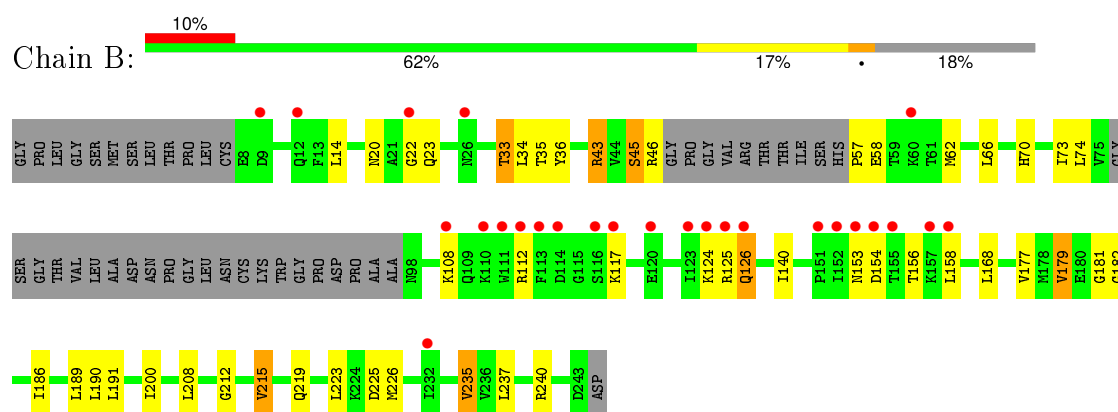 10%
Chain B:
62% 17% • 18%
GLY PRO LEU GLY SER MET SER LEU THR PRO LEU CYS E8 D9 Q12 F13 L14 N20 A21 G22 Q23 N26 I33 L34 T35 Y36 R43 V44 S45 R46 GLY PRO GLY VAL ARG THR THR ILE SER HIS P57 E58 T59 K60 T61 M62 L66 H70 I73 L74 V75 GLY
SER GLY THR VAL LEU ALA ASP ASN PRO GLY LEU ASN CYS LYS TRP GLY PRO ASP PRO ALA ALA N98 K108 Q109 K110 W111 R112 F113 D114 G115 S116 K117 E120 I123 K124 R125 Q126 I140 P151 I152 N153 D154 T155 T156 K157 L158 L168 V177 M178 V179 E180 G181 G182
I186 L189 L190 L191 I200 L208 G212 V215 Q219 L223 K224 D225 M226 I232 V235 V236 L237 R240 D243 ASP